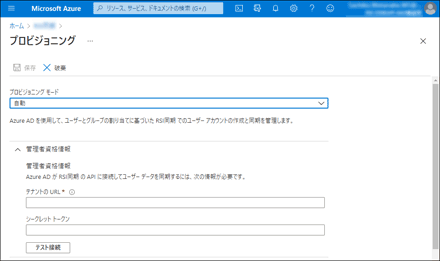 Microsoft Azure
リソース、サービス、ドキュメントの検索 (G+/)
ホーム >
プロビジョニング ...
保存 破棄
プロビジョニング モード
自動
Azure AD を使用して、ユーザーとグループの割り当てに基づいた RSI同期 でのユーザー アカウントの作成と同期を管理します。
管理者資格情報
管理者資格情報
Azure AD が RSI同期 の API に接続してユーザー データを同期するには、次の情報が必要です。
テナントの URL *
シークレット トークン
テスト接続